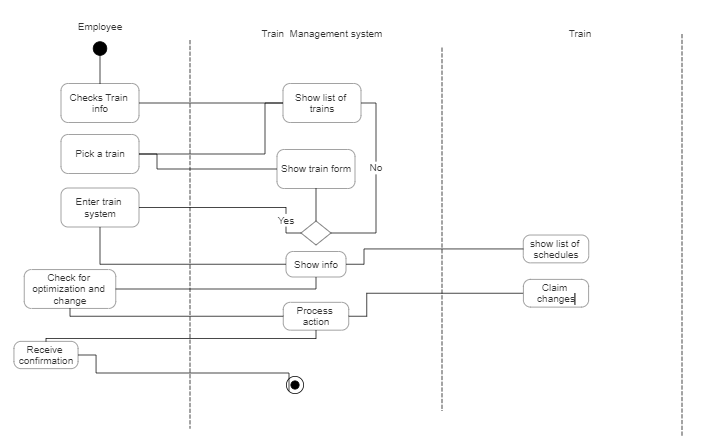 Employee
Train Management system
Train
Checks Train
info
Show list of
trains
Pick a train
Show train form
No
Enter train
system
Yes
show list of
schedules
Show info
Check for
optimization and
change
Claim
changes
Process
action
Receive
confirmation